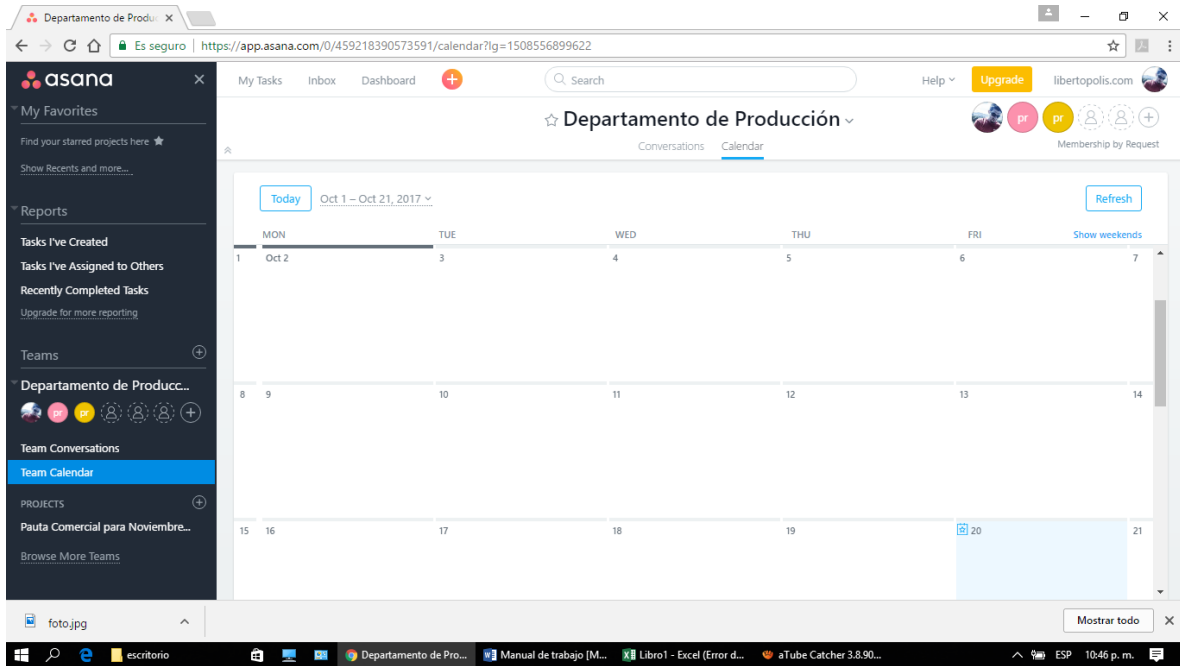 Departamento de Produ
Es seguro
https://app.asana.com/0/459218390573591/calendar?lg=1508556899622
asana
My Tasks
Inbox
Dashboard
Search
Help
Upgrade
libertopolis.com
My Favorites
Find your starred projects here
Show Recents and more...
Departamento de Producción
pr
pr
Conversations
Calendar
Membership by Request
Reports
Tasks I've Created
Tasks I've Assigned to Others
Recently Completed Tasks
Upgrade for more reporting
Teams
Departamento de Producc...
pr
pr
Team Conversations
Team Calendar
PROJECTS
Pauta Comercial para Noviembre...
Browse More Teams
Today
Oct 1 – Oct 21, 2017
Refresh
MON TUE WED THU FRI
Show weekends
1 Oct 2 3 4 5 6 7
8 9 10 11 12 13 14
15 16 17 18 19 20 21
foto.jpg
Mostrar todo
escritorio
Departamento de Pro...
Manual de trabajo [M...
Libro1 - Excel (Error d...
aTube Catcher 3.8.90...
ESP
10:46 p. m.